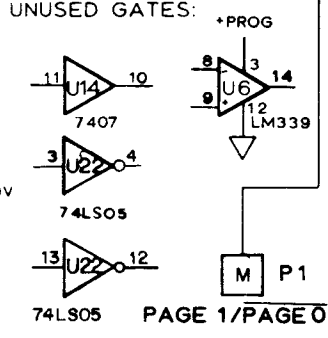 UNUSED GATES:
+PROG
11 U14 10
7407
8 - 3 14
U6
9 + 12
LM339
3 U22 4
74LS05
13 U22 12
74LS05
M P1
PAGE 1/PAGE 0